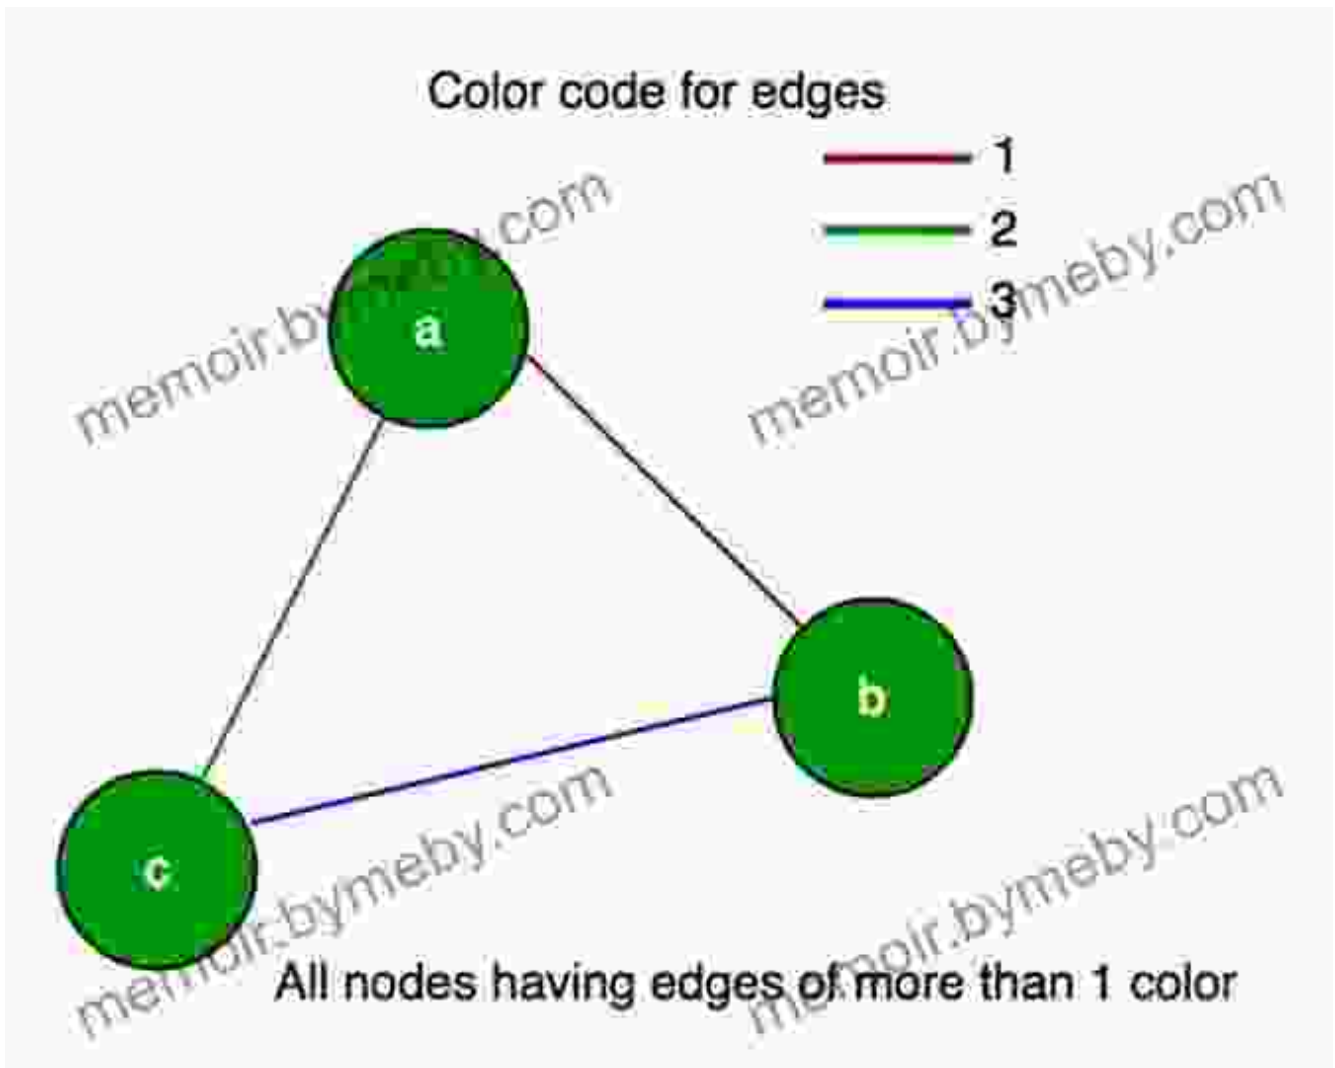 Color code for edges
1
2
3
memoir.bymeby.com
memoir.bymeby.com
a
b
c
memoir.bymeby.com
memoir.bymeby.com
All nodes having edges of more than 1 color